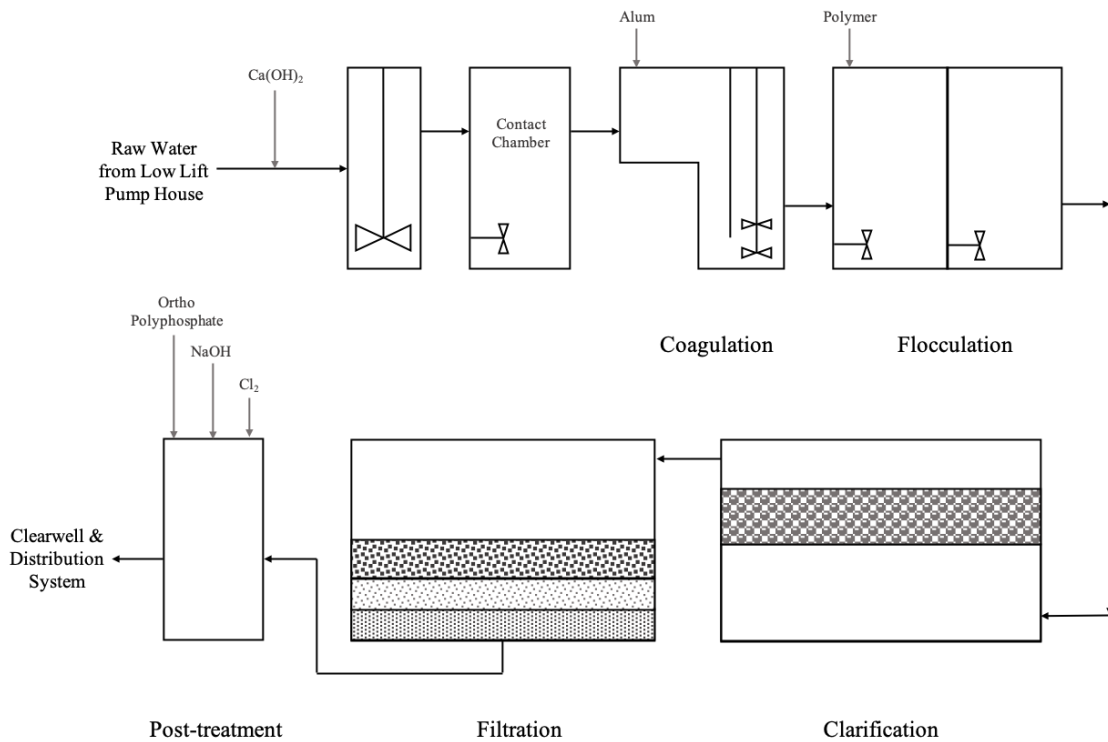 Alum
Polymer
Ca(OH)₂
Contact
Chamber
Raw Water
from Low Lift
Pump House
Coagulation
Flocculation
Ortho
Polyphosphate
NaOH
Cl₂
Clearwell &
Distribution
System
Post-treatment
Filtration
Clarification